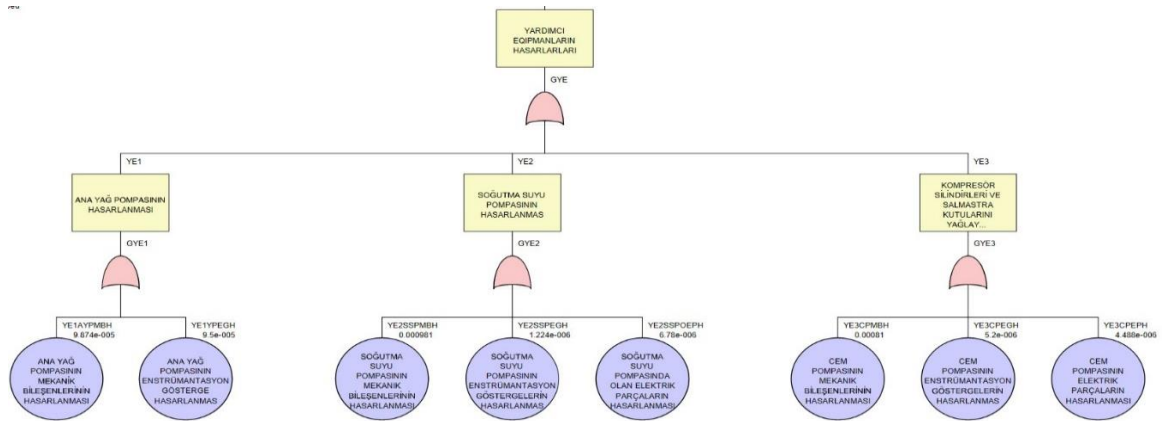 YARDIMCI
EQIPMANLARIN
HASARLARLARI
GYE
YE1
YE2
YE3
ANA YAĞ POMPASININ
HASARLANMASI
SOĞUTMA SUYU
POMPASININ
HASARLANMAS
KOMPRESÖR
SİLİNDİRLERİ VE
SALMASTRA
KUTULARINI
YAĞLAY...
GYE1
GYE2
GYE3
YE1AYPMBH
9.874e-005
YE1YPEGH
9.5e-005
YE2SSPMBH
0.000981
YE2SSPEGH
1.224e-006
YE2SSPOEPH
6.78e-006
YE3CPMBH
0.00081
YE3CPEGH
5.2e-006
YE3CPEPH
4.488e-006
ANA YAĞ
POMPASININ
MEKANİK
BİLEŞENLERİNİN
HASARLANMASI
ANA YAĞ
POMPASININ
ENSTRÜMANTASYON
GÖSTERGE
HASARLANMAS
SOĞUTMA
SUYU
POMPASININ
MEKANIK
BİLEŞENLERİNİN
HASARLANMASI
SOĞUTMA
SUYU
POMPASININ
ENSTRÜMANTASYON
GÖSTERGELERİN
HASARLANMAS
SOĞUTMA
SUYU
POMPASINDA
OLAN ELEKTRIK
PARÇALARIN
HASARLANMASI
CEM
POMPASININ
MEKANİK
BİLEŞENLERİNİN
HASARLANMASI
CEM
POMPASININ
ENSTRÜMANTASYON
GÖSTERGELERİN
HASARLANMAS
CEM
POMPASININ
ELEKTRİK
PARÇALARIN
HASARLANMASI